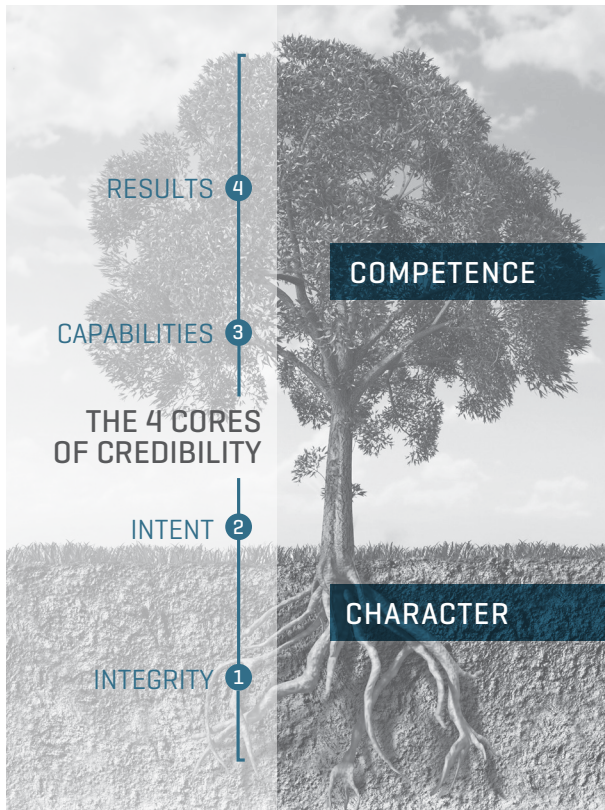 RESULTS 4
COMPETENCE
CAPABILITIES 3
THE 4 CORES
OF CREDIBILITY
INTENT 2
CHARACTER
INTEGRITY 1